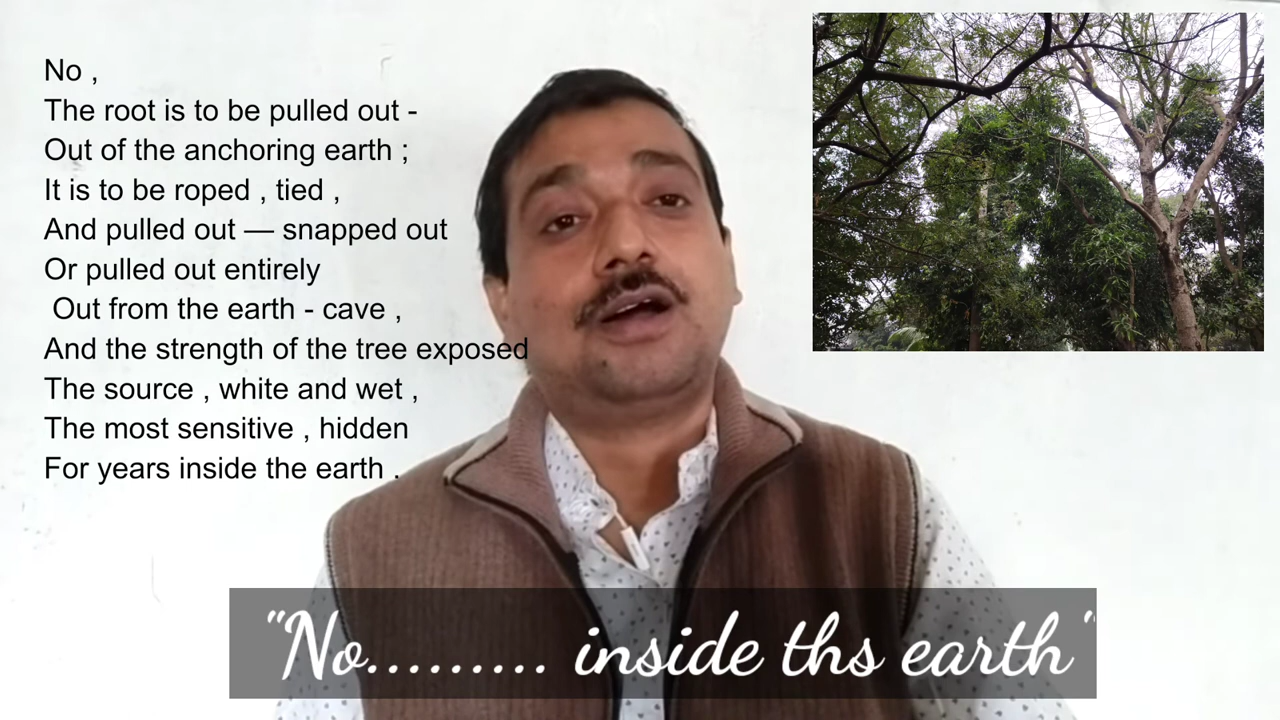 No ,
The root is to be pulled out -
Out of the anchoring earth ;
It is to be roped , tied ,
And pulled out — snapped out
Or pulled out entirely
Out from the earth - cave ,
And the strength of the tree exposed
The source , white and wet ,
The most sensitive , hidden
For years inside the earth .
"No......... inside ths earth"